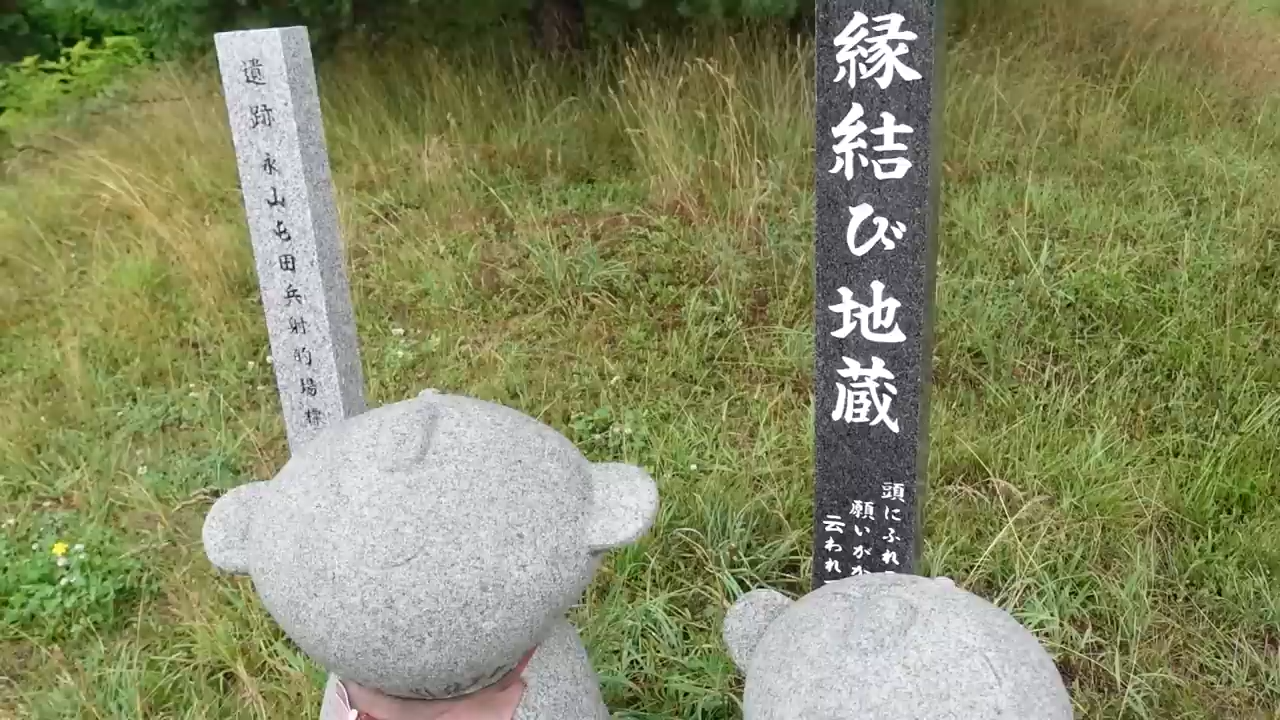 遺跡 永山屯田兵射的場
縁結び地蔵
頭にふれ
願いがか
云われ